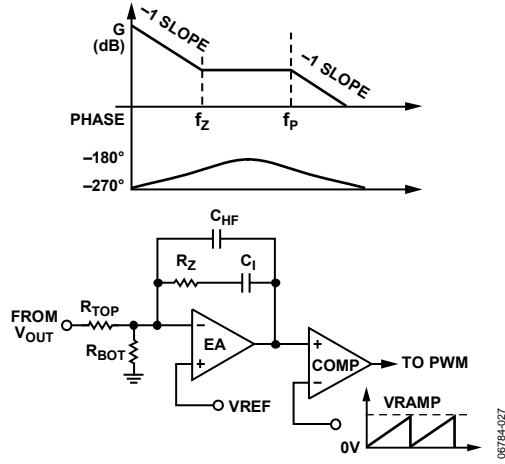 G
(dB)
–1 SLOPE
–1 SLOPE
PHASE
fZ
fP
–180°
–270°
CHF
RZ
CI
FROM
VOUT
RTOP
RBOT
–
EA
+
VREF
+
COMP
–
TO PWM
VRAMP
0V
06784-027